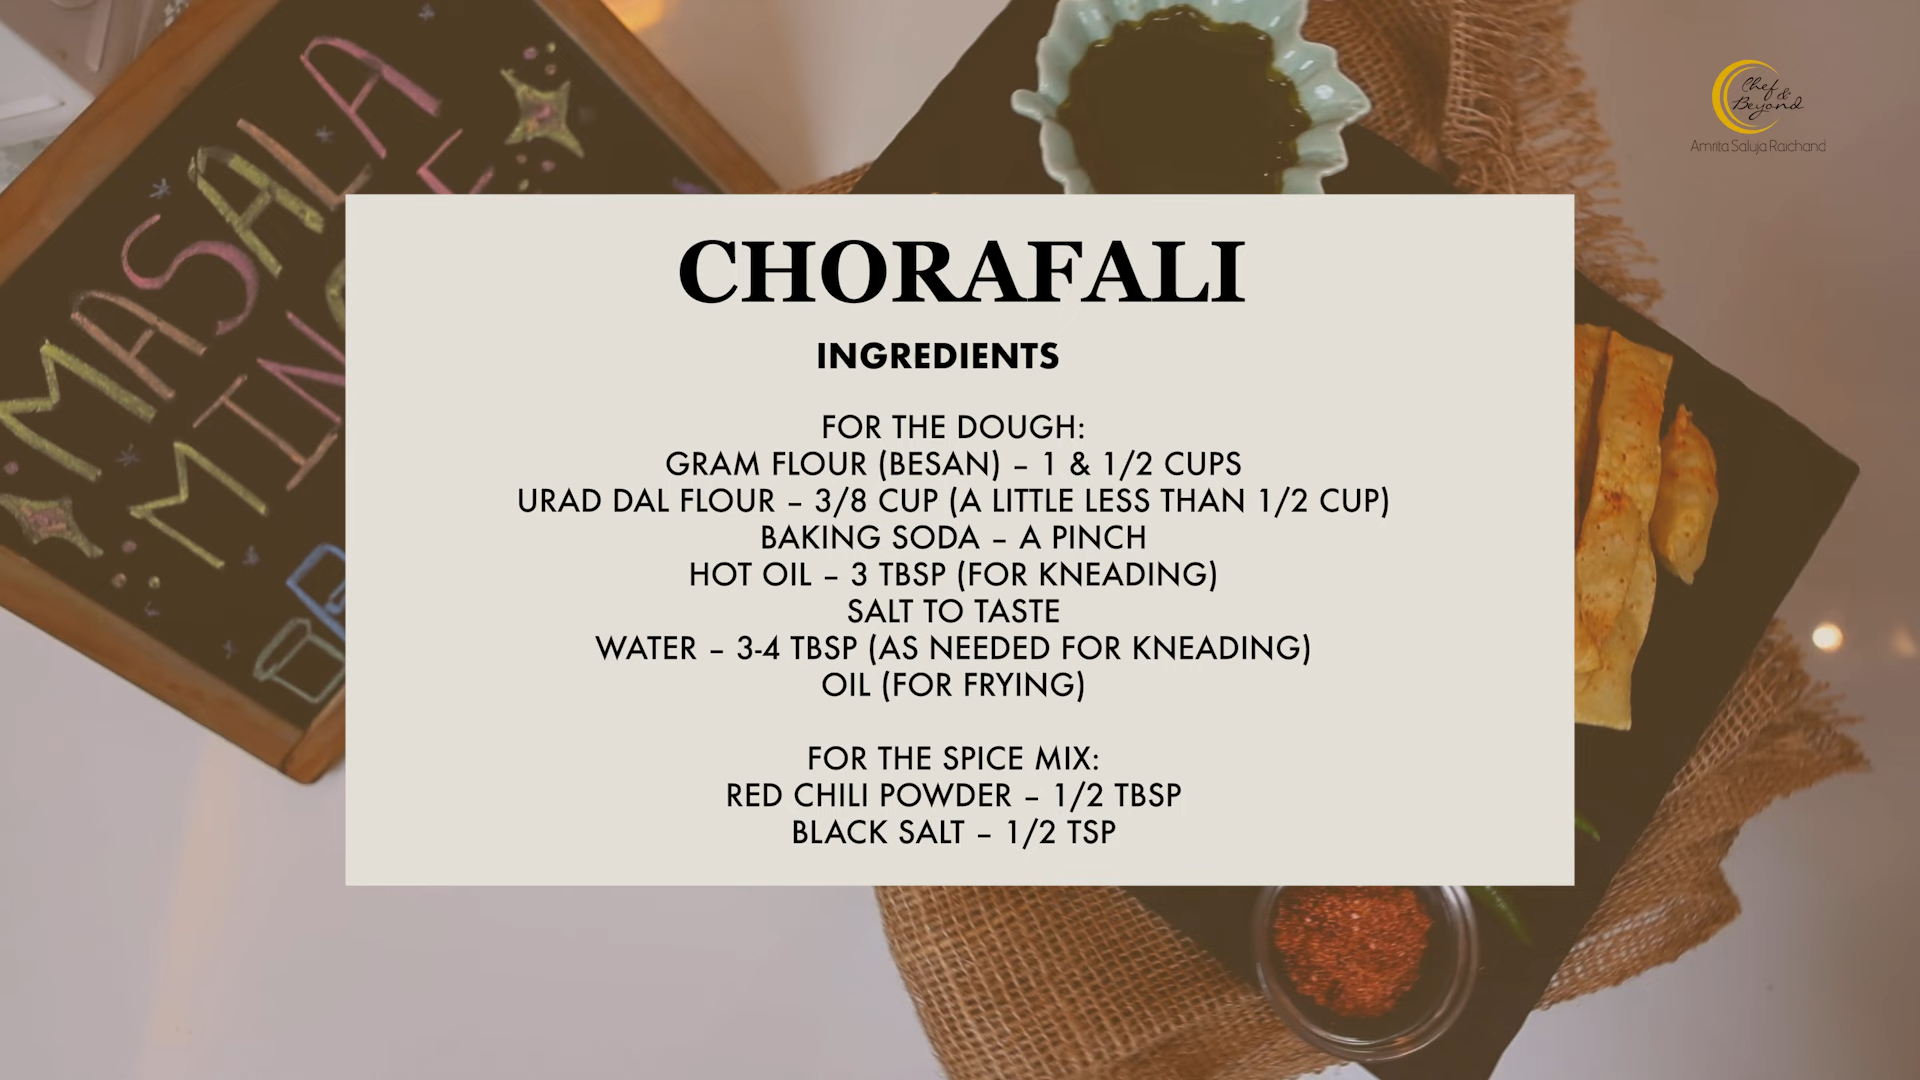 MASALA
MIN
E
Chef &
Beyond
Amrita Saluja Raichand
CHORAFALI
INGREDIENTS
FOR THE DOUGH:
GRAM FLOUR (BESAN) – 1 & 1/2 CUPS
URAD DAL FLOUR – 3/8 CUP (A LITTLE LESS THAN 1/2 CUP)
BAKING SODA – A PINCH
HOT OIL – 3 TBSP (FOR KNEADING)
SALT TO TASTE
WATER – 3-4 TBSP (AS NEEDED FOR KNEADING)
OIL (FOR FRYING)
FOR THE SPICE MIX:
RED CHILI POWDER – 1/2 TBSP
BLACK SALT – 1/2 TSP